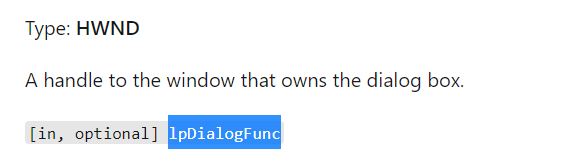 Type: HWND
A handle to the window that owns the dialog box.
[in, optional] lpDialogFunc